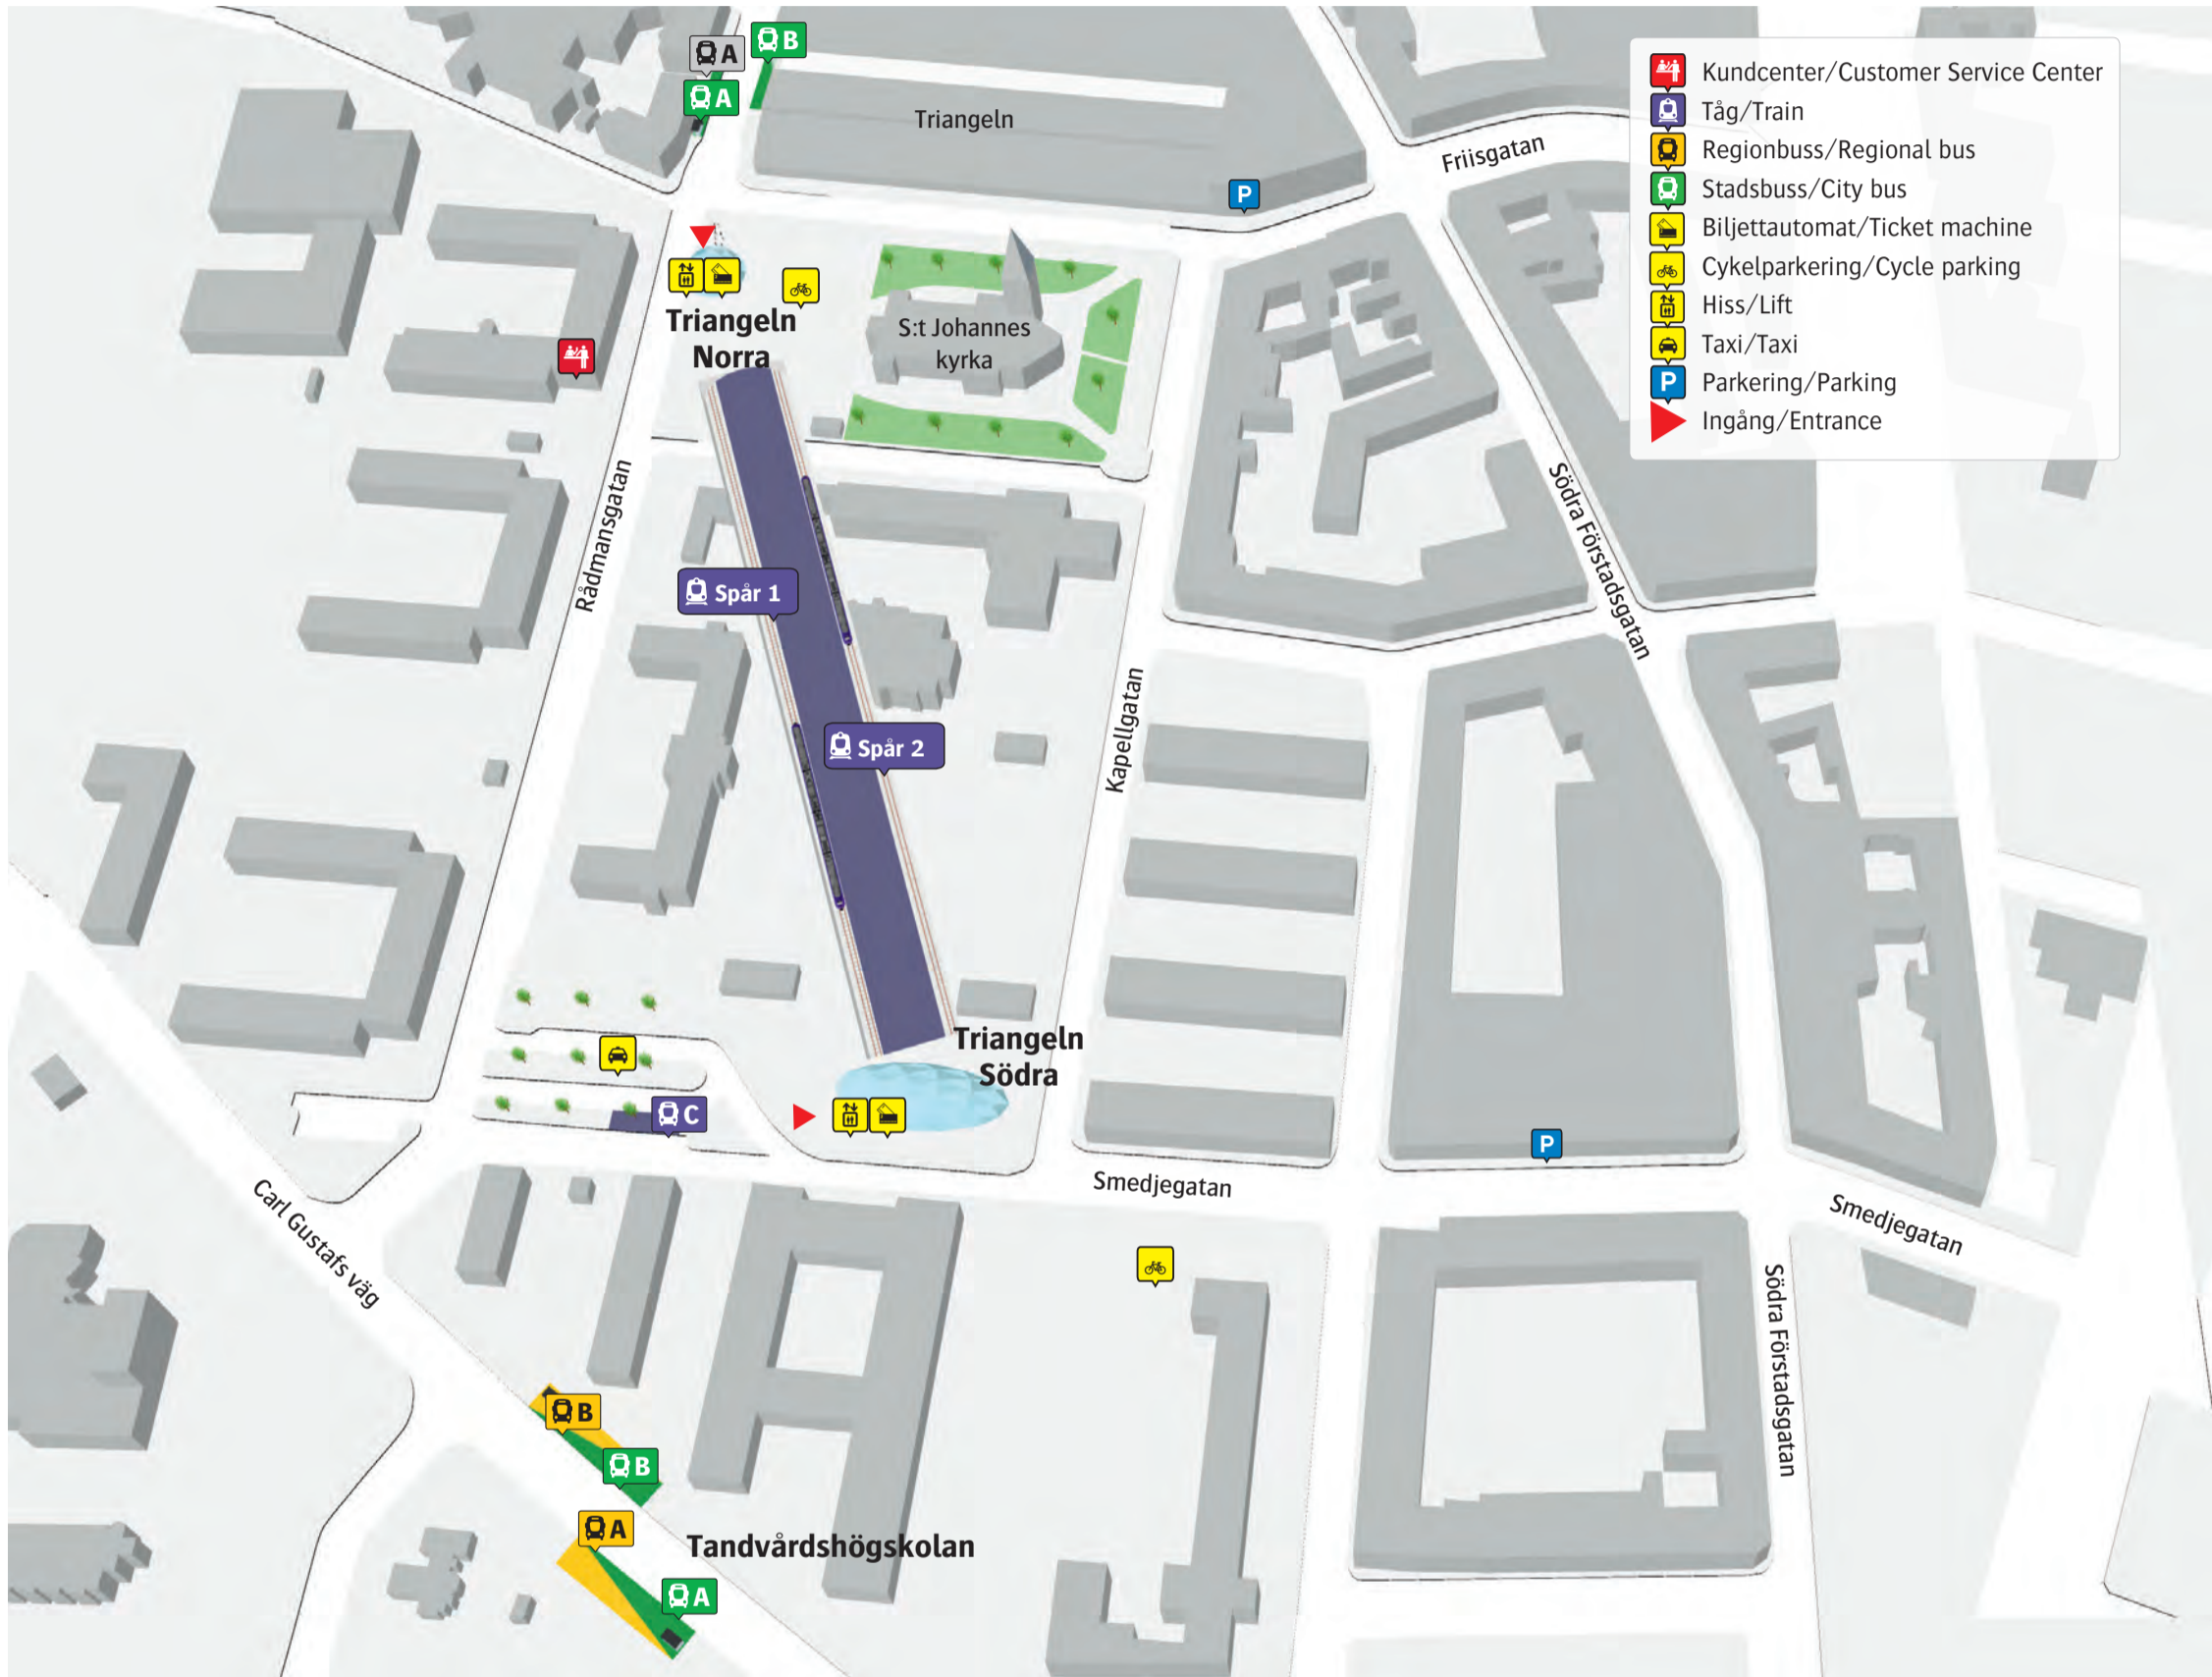 A
B
A
Triangeln
P
Friisgatan
Kundcenter/Customer Service Center
Tåg/Train
Regionbuss/Regional bus
Stadsbuss/City bus
Biljettautomat/Ticket machine
Cykelparkering/Cycle parking
Hiss/Lift
Taxi/Taxi
P Parkering/Parking
Ingång/Entrance
Triangeln
Norra
S:t Johannes
kyrka
Rådmansgatan
Södra Förstadsgatan
Spår 1
Spår 2
Kapellgatan
Triangeln
Södra
C
P
Smedjegatan
Smedjegatan
Carl Gustafs väg
Södra Förstadsgatan
B
B
A
Tandvårdshögskolan
A